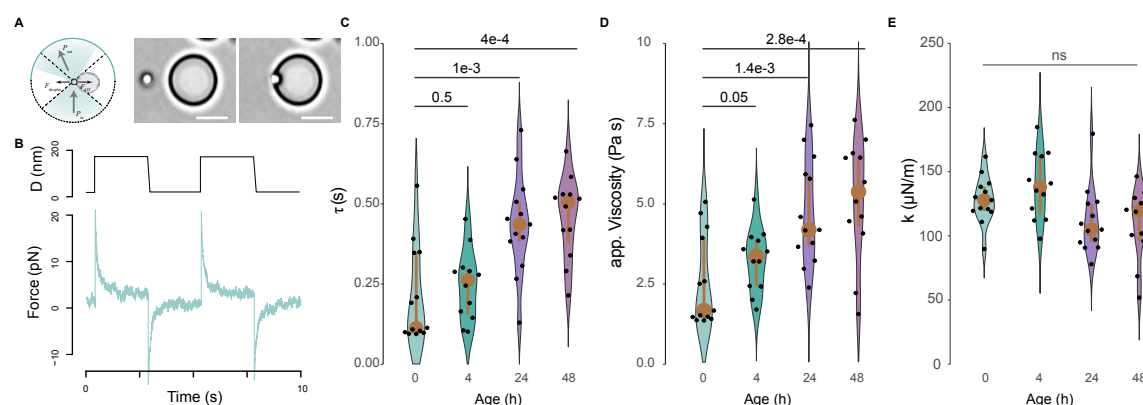 A
P out
F droplet
P in
B
D (nm)
200
0
Force (pN)
20
10
0
−10
0
10
Time (s)
C
τ(s)
1.00
0.75
0.50
0.25
0.00
4e-4
1e-3
0.5
0
4
24
48
Age (h)
D
app. Viscosity (Pa s)
10
7.5
5.0
2.5
0.0
2.8e-4
1.4e-3
0.05
0
4
24
48
Age (h)
E
k (μN/m)
250
200
150
100
50
0
ns
0
4
24
48
Age (h)